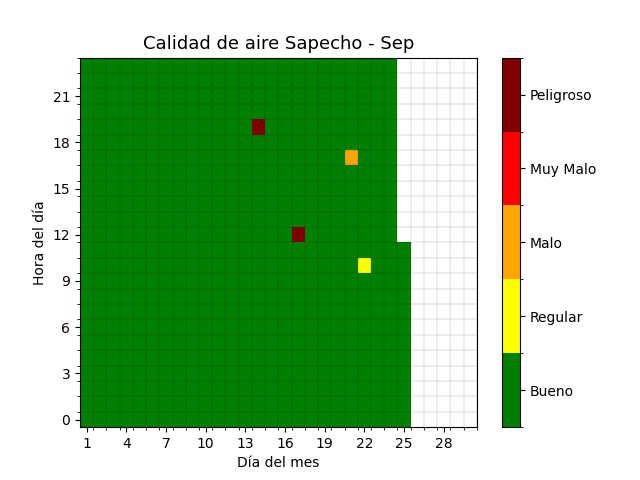 Calidad de aire Sapecho - Sep
Hora del día
21
18
15
12
9
6
3
0
1 4 7 10 13 16 19 22 25 28
Día del mes
Peligroso
Muy Malo
Malo
Regular
Bueno